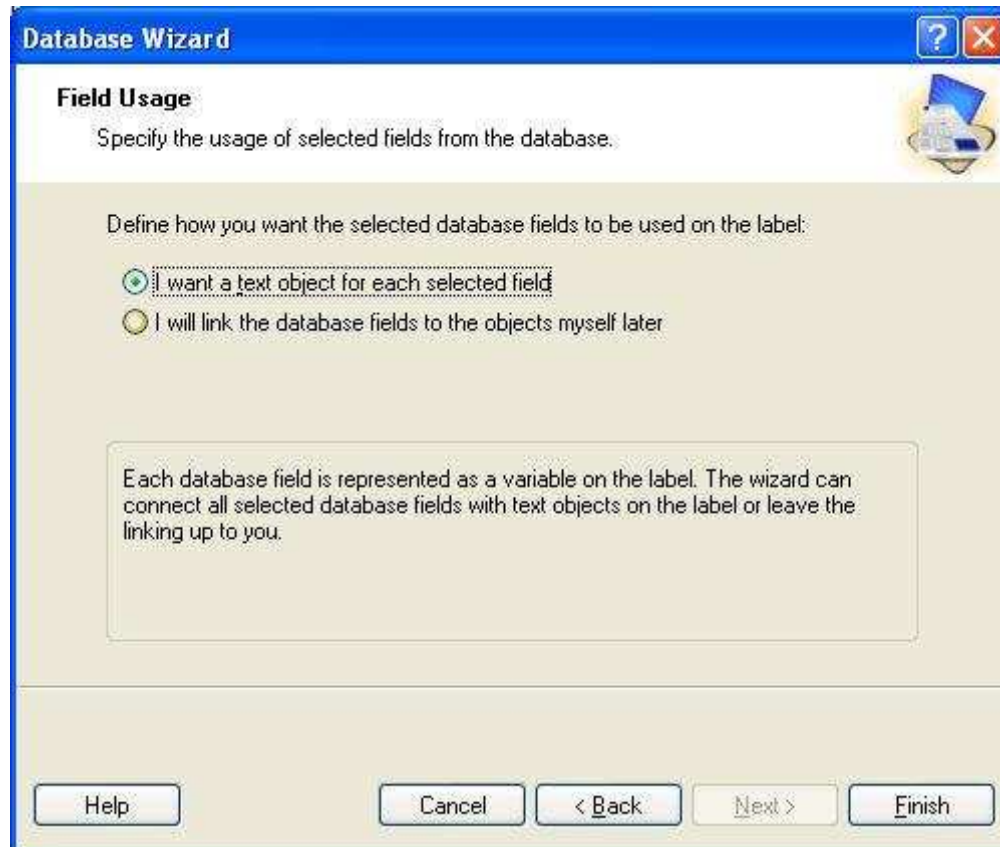 Database Wizard
Field Usage
Specify the usage of selected fields from the database.
Define how you want the selected database fields to be used on the label:
I want a text object for each selected field
I will link the database fields to the objects myself later
Each database field is represented as a variable on the label. The wizard can
connect all selected database fields with text objects on the label or leave the
linking up to you.
Help
Cancel
< Back
Next >
Finish